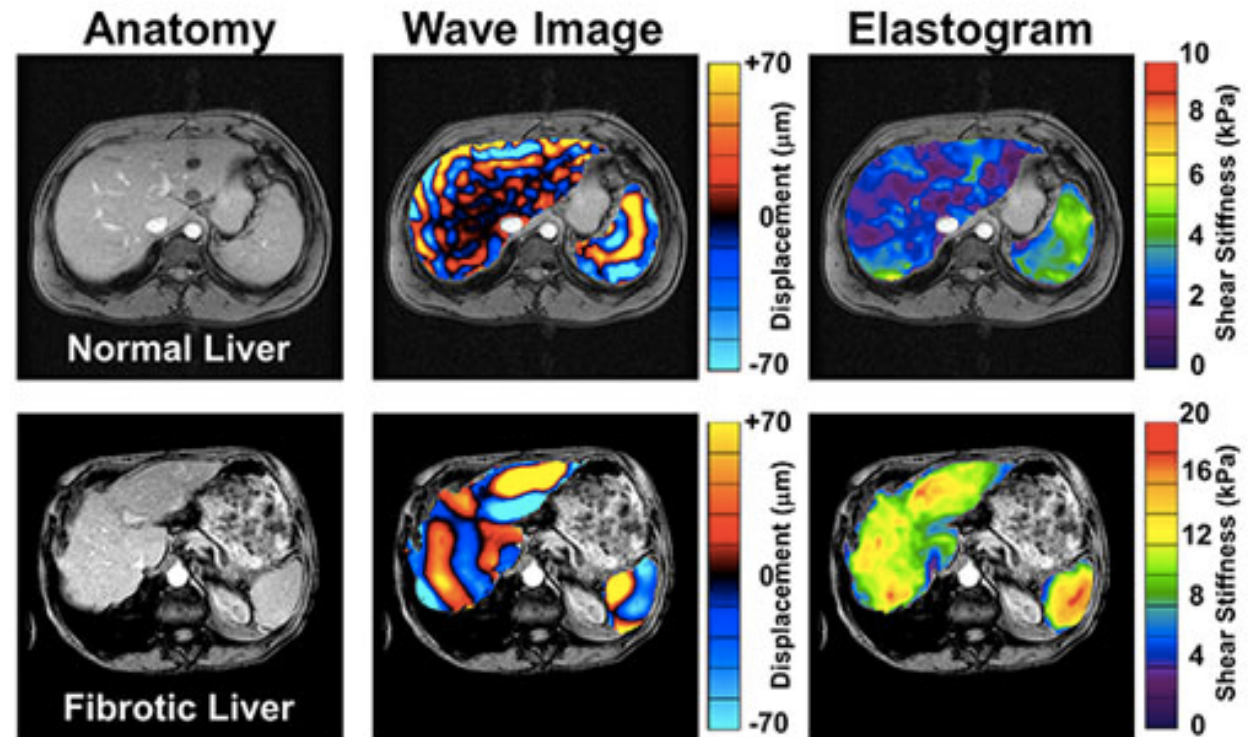 Anatomy
Wave Image
Elastogram
Normal Liver
+70
0
-70
Displacement (μm)
10
8
6
4
2
0
Shear Stiffness (kPa)
Fibrotic Liver
+70
0
-70
Displacement (μm)
20
16
12
8
4
0
Shear Stiffness (kPa)